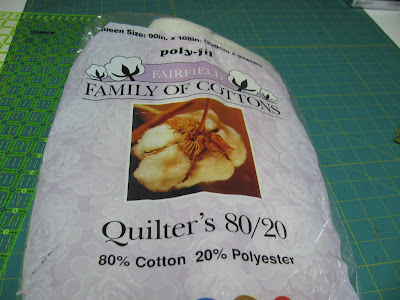 Queen Size: 90in. x 108in.
poly-fil
FAIRFIELD
FAMILY OF COTTONS
Quilter's 80/20
80% Cotton 20% Polyester